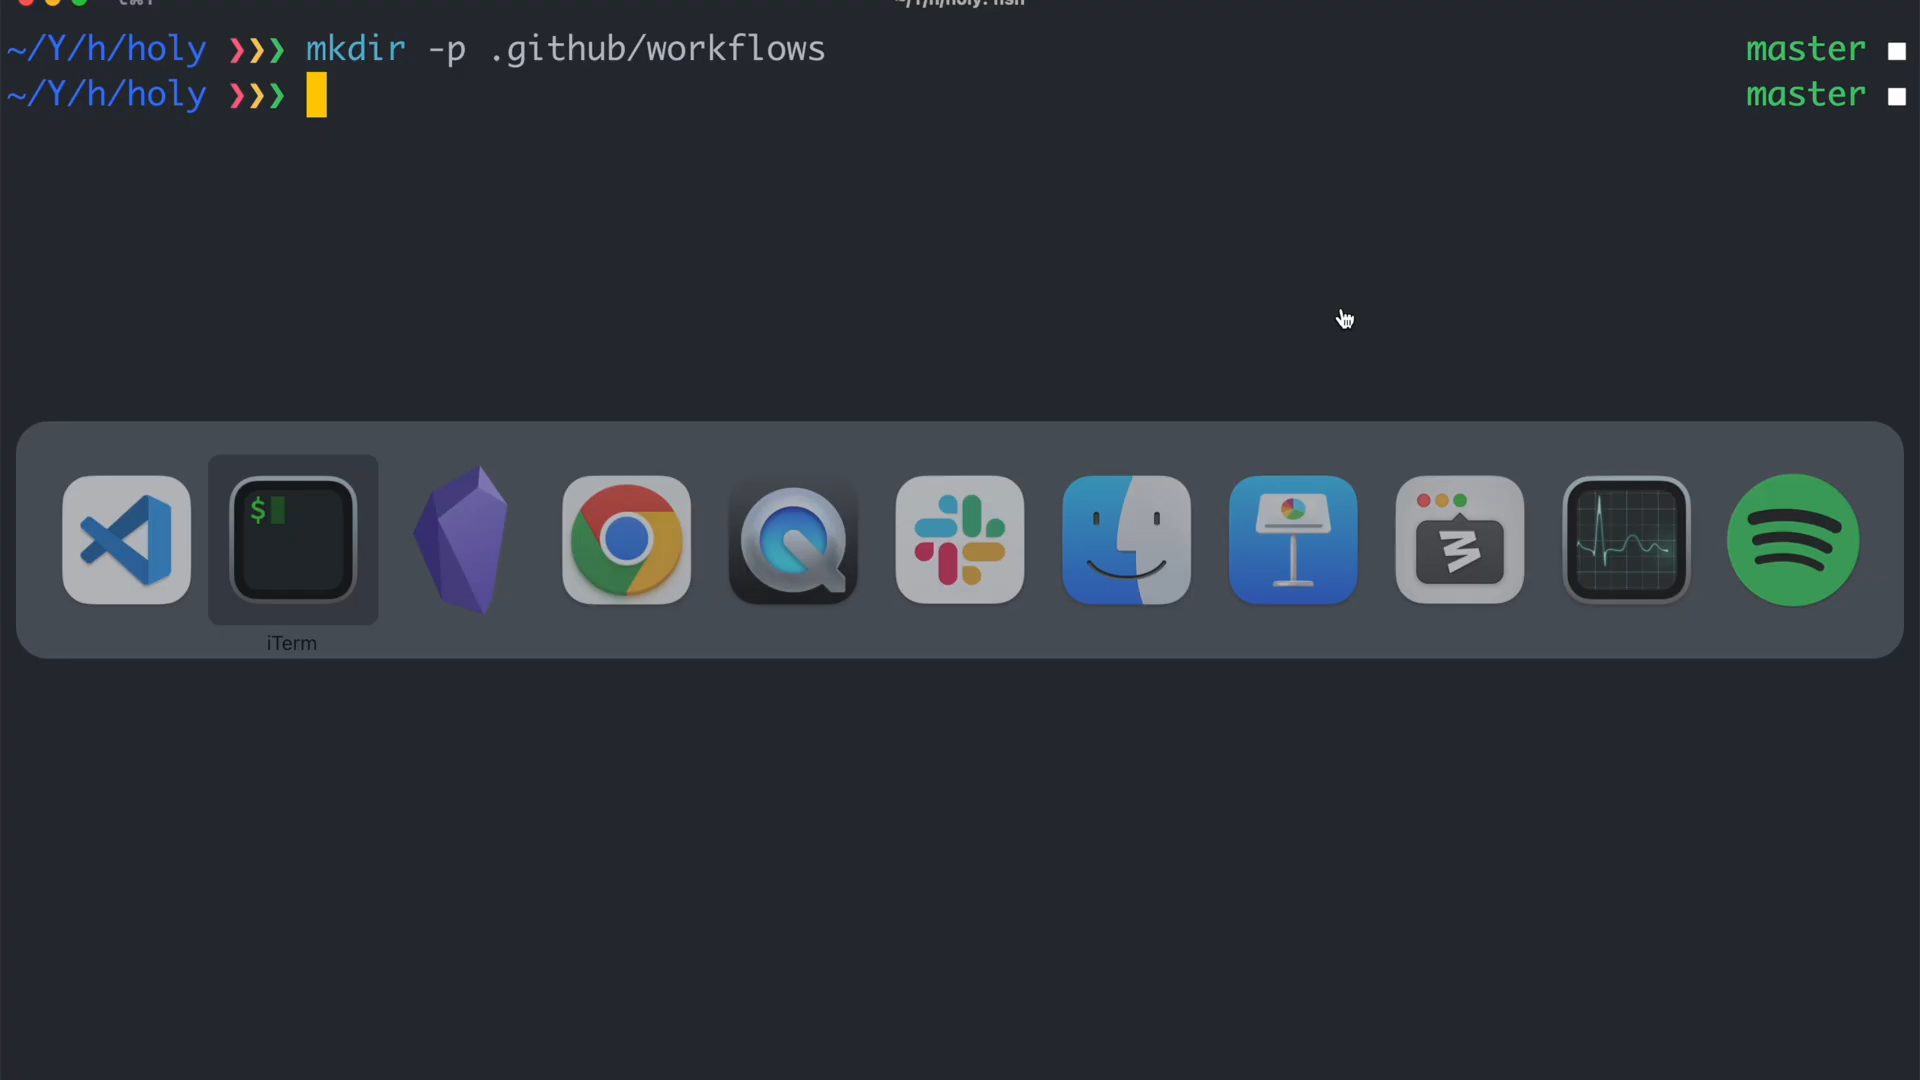 ~/Y/h/holy ❯❯❯ mkdir -p .github/workflows master
~/Y/h/holy ❯❯❯ master
$
iTerm